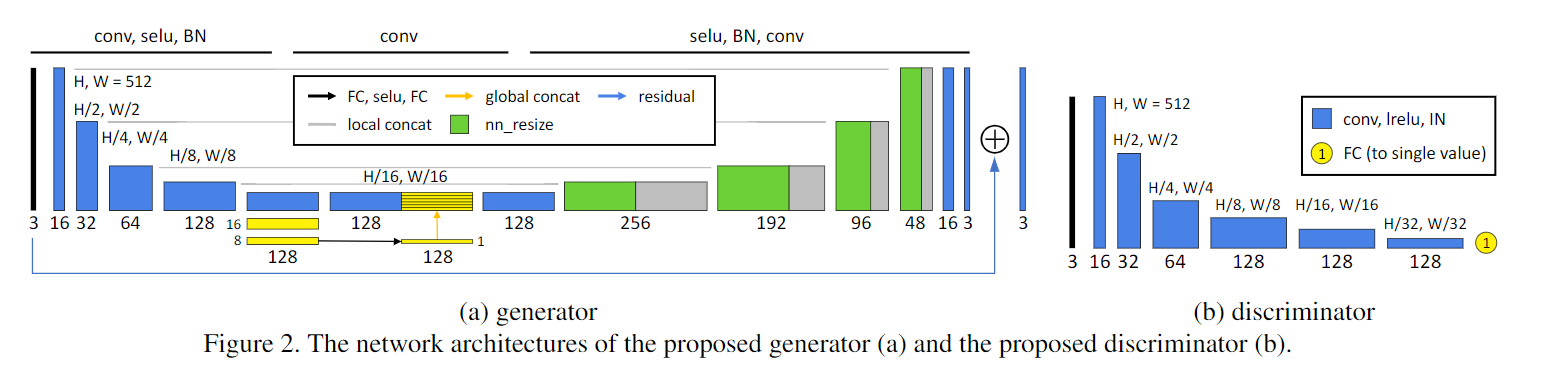 conv, selu, BN
conv
selu, BN, conv
H, W = 512
H/2, W/2
H/4, W/4
H/8, W/8
H/16, W/16
FC, selu, FC
global concat
residual
local concat
nn_resize
3 16 32 64 128 16 128 128 256 192 96 48 16 3 3
8 1
128 128
(a) generator
H, W = 512
H/2, W/2
H/4, W/4
H/8, W/8
H/16, W/16
H/32, W/32
conv, lrelu, IN
1 FC (to single value)
1
3 16 32 64 128 128 128
(b) discriminator
Figure 2. The network architectures of the proposed generator (a) and the proposed discriminator (b).